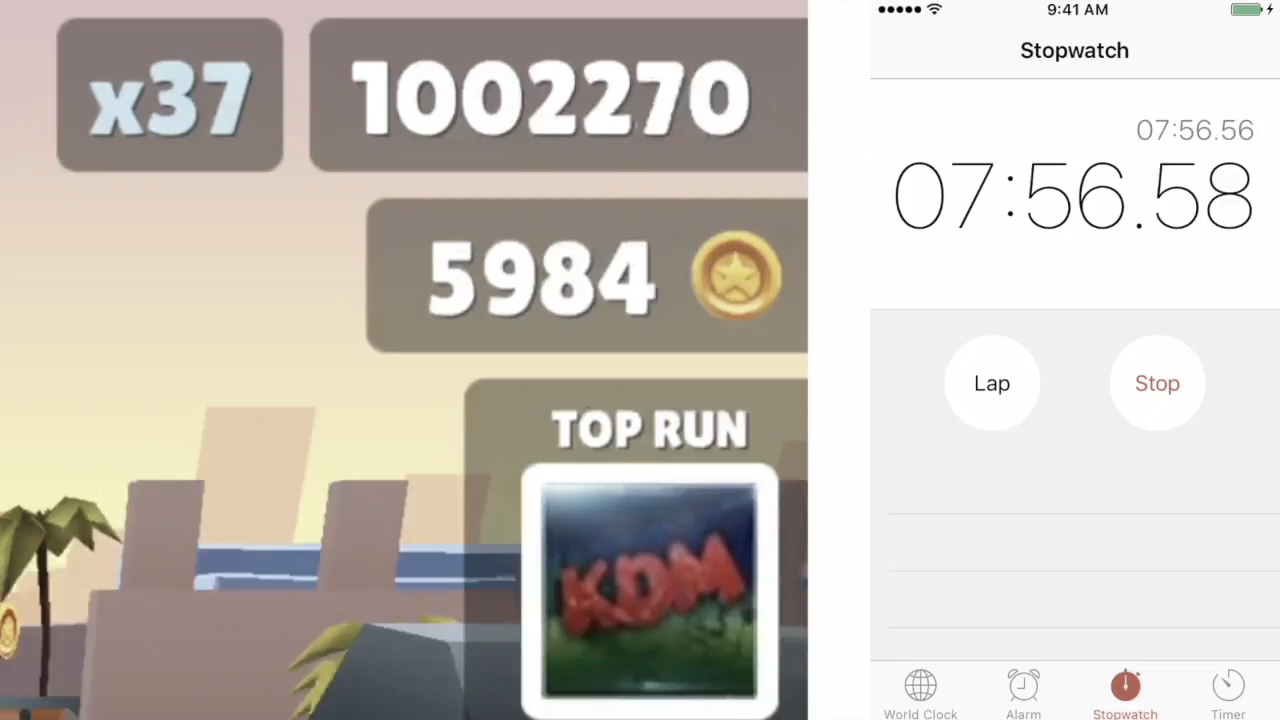 x37
1002270
5984
TOP RUN
KDM
9:41 AM
Stopwatch
07:56.56
07:56.58
Lap
Stop
World Clock
Alarm
Stopwatch
Timer